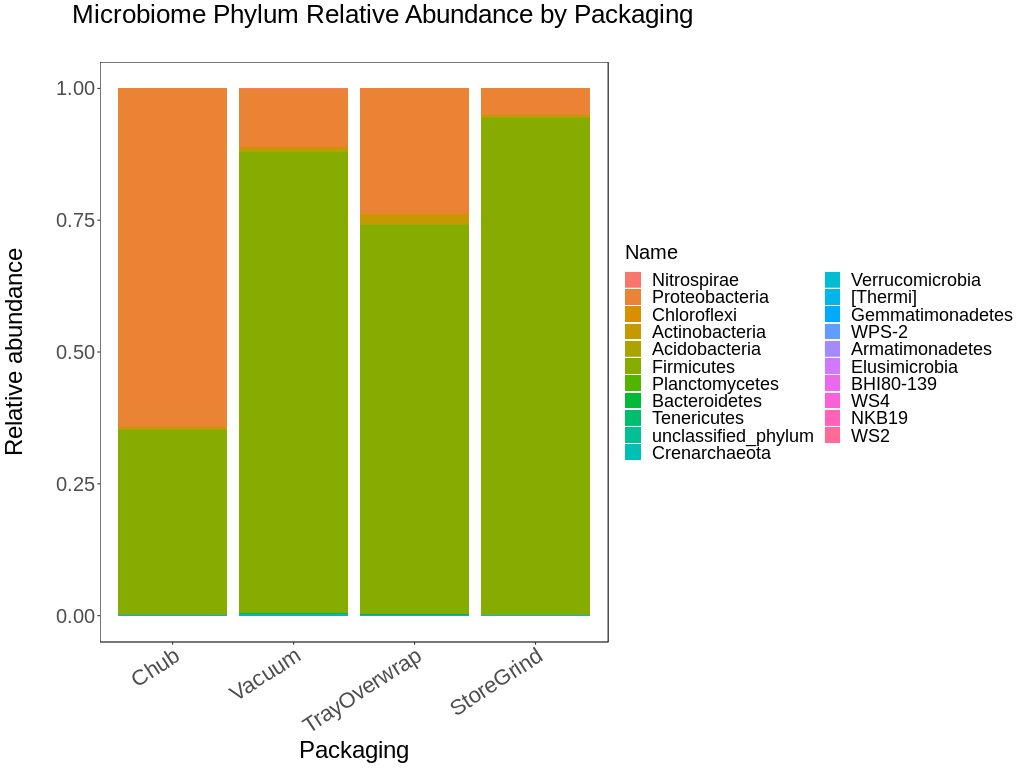 Microbiome Phylum Relative Abundance by Packaging
Relative abundance
1.00
0.75
0.50
0.25
0.00
Chub
Vacuum
TrayOverwrap
StoreGrind
Packaging
Name
Nitrospirae
Proteobacteria
Chloroflexi
Actinobacteria
Acidobacteria
Firmicutes
Planctomycetes
Bacteroidetes
Tenericutes
unclassified_phylum
Crenarchaeota
Verrucomicrobia
[Thermi]
Gemmatimonadetes
WPS-2
Armatimonadetes
Elusimicrobia
BHI80-139
WS4
NKB19
WS2